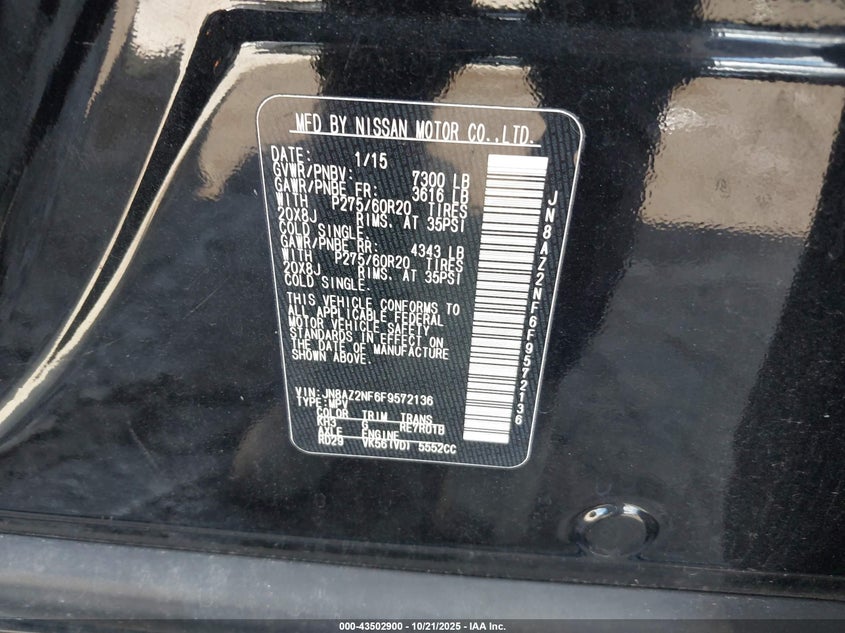 MFD BY NISSAN MOTOR CO.,LTD.
DATE: 1/15
GVWR/PNBV: 7300 LB
GAWR/PNBE FR: 3616 LB
WITH P275/60R20 TIRES
20X8J RIMS. AT 35PSI
COLD SINGLE.
GAWR/PNBE RR: 4343 LB
WITH P275/60R20 TIRES
20X8J RIMS. AT 35PSI
COLD SINGLE.
THIS VEHICLE CONFORMS TO
ALL APPLICABLE FEDERAL
MOTOR VEHICLE SAFETY
STANDARDS IN EFFECT ON
THE DATE OF MANUFACTURE
SHOWN ABOVE.
VIN: JN8AZ2NF6F9572136
TYPE: MPV
COLOR TRIM TRANS
KH3 G RE7R01B
AXLE ENGINE
RD29 VK56(VD) 5552CC
JN8AZ2NF6F9572136
000-43502900 - 10/21/2025 - IAA Inc.